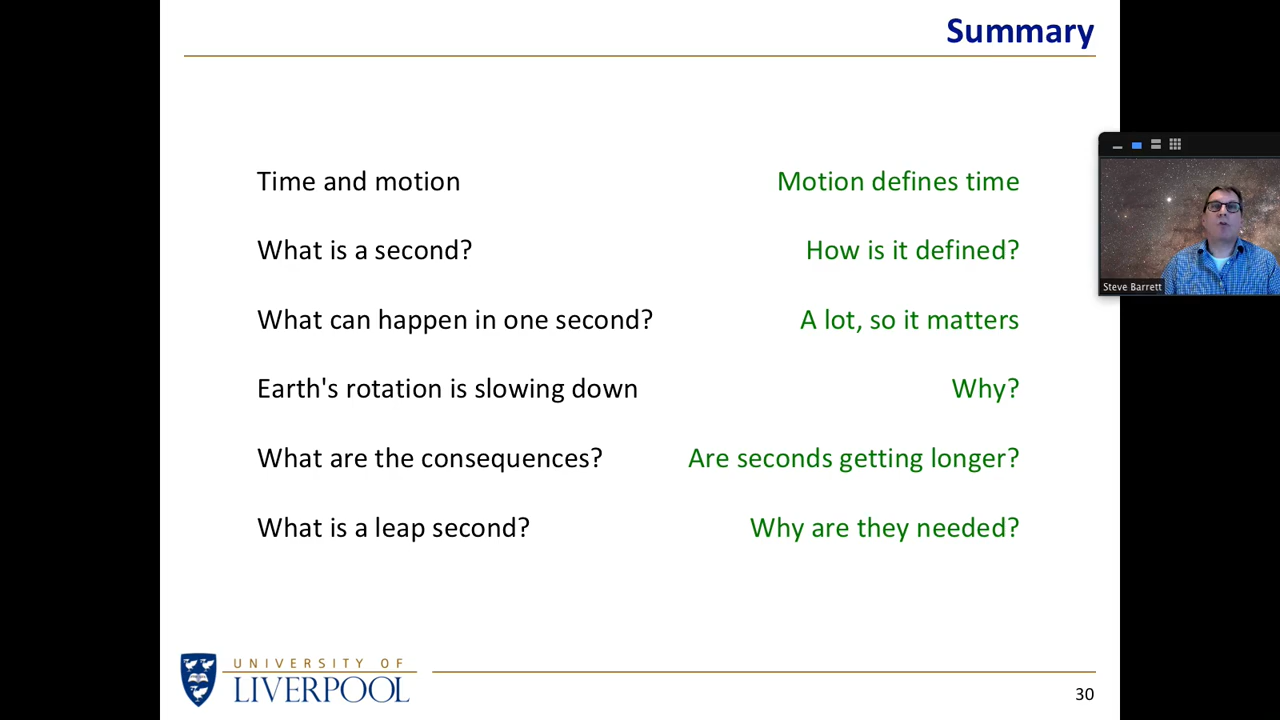 Summary
Time and motion Motion defines time
What is a second? How is it defined?
What can happen in one second? A lot, so it matters
Earth's rotation is slowing down Why?
What are the consequences? Are seconds getting longer?
What is a leap second? Why are they needed?
Steve Barrett
UNIVERSITY OF
LIVERPOOL
30